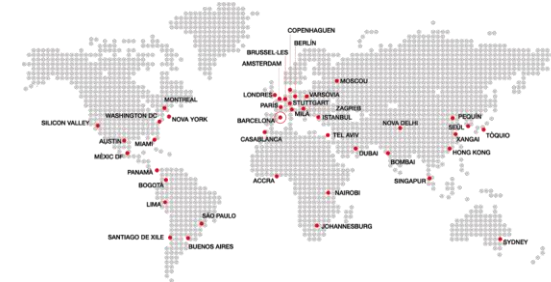 COPENHAGUEN
BERLÍN
BRUSSEL·LES
AMSTERDAM
MOSCOU
LONDRES
VARSÒVIA
PARÍS
STUTTGART
MONTREAL
ZAGREB
WASHINGTON DC
NOVA YORK
MILÀ
ISTANBUL
SILICON VALLEY
BARCELONA
NOVA DELHI
PEQUÍN
SEÜL
TÒQUIO
CASABLANCA
TEL AVIV
XANGAI
AUSTIN
MIAMI
HONG KONG
MÈXIC DF
DUBAI
BOMBAI
PANAMÀ
ACCRA
SINGAPUR
BOGOTÀ
NAIROBI
LIMA
SÃO PAULO
JOHANNESBURG
SANTIAGO DE XILE
BUENOS AIRES
SYDNEY